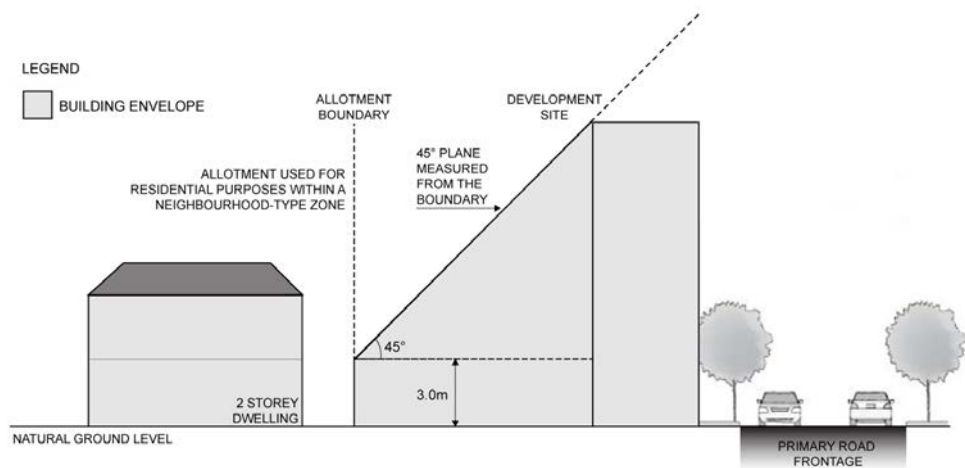 LEGEND
BUILDING ENVELOPE
ALLOTMENT
BOUNDARY
DEVELOPMENT
SITE
ALLOTMENT USED FOR
RESIDENTIAL PURPOSES WITHIN A
NEIGHBOURHOOD-TYPE ZONE
45° PLANE
MEASURED
FROM THE
BOUNDARY
45°
3.0m
2 STOREY
DWELLING
NATURAL GROUND LEVEL
PRIMARY ROAD
FRONTAGE